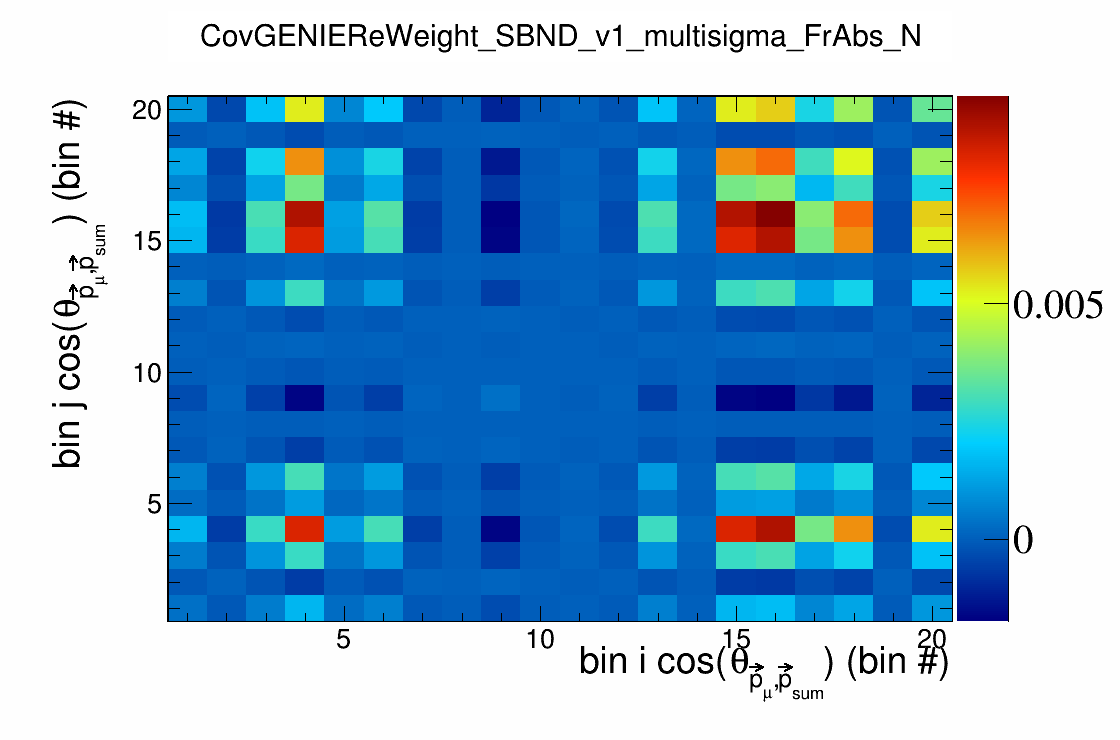 CovGENIEReWeight_SBND_v1_multisigma_FrAbs_N
bin j cos(θp⃗μ,p⃗sum) (bin #)
20
15
10
5
0.005
0
5 10 15 20
bin i cos(θp⃗μ,p⃗sum) (bin #)